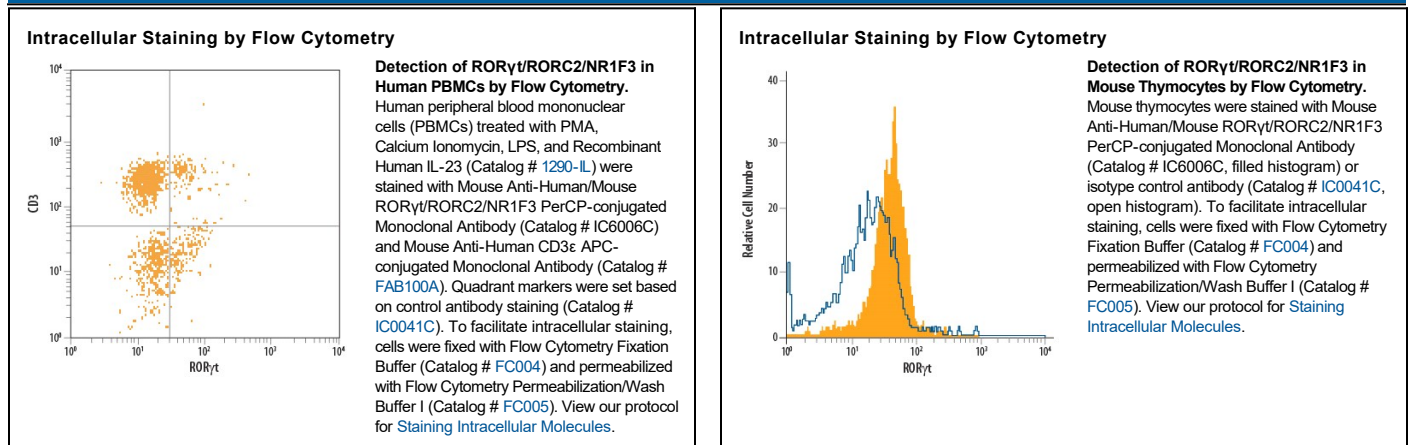 Intracellular Staining by Flow Cytometry
10⁴
10³
10²
10¹
10⁰
CD3
10⁰ 10¹ 10² 10³ 10⁴
RORγt
Detection of RORγt/RORC2/NR1F3 in
Human PBMCs by Flow Cytometry.
Human peripheral blood mononuclear
cells (PBMCs) treated with PMA,
Calcium Ionomycin, LPS, and Recombinant
Human IL-23 (Catalog # 1290-IL) were
stained with Mouse Anti-Human/Mouse
RORγt/RORC2/NR1F3 PerCP-conjugated
Monoclonal Antibody (Catalog # IC6006C)
and Mouse Anti-Human CD3ε APC-
conjugated Monoclonal Antibody (Catalog #
FAB100A). Quadrant markers were set based
on control antibody staining (Catalog #
IC0041C). To facilitate intracellular staining,
cells were fixed with Flow Cytometry Fixation
Buffer (Catalog # FC004) and permeabilized
with Flow Cytometry Permeabilization/Wash
Buffer I (Catalog # FC005). View our protocol
for Staining Intracellular Molecules.
Intracellular Staining by Flow Cytometry
40
30
20
10
0
Relative Cell Number
10⁰ 10¹ 10² 10³ 10⁴
RORγt
Detection of RORγt/RORC2/NR1F3 in
Mouse Thymocytes by Flow Cytometry.
Mouse thymocytes were stained with Mouse
Anti-Human/Mouse RORγt/RORC2/NR1F3
PerCP-conjugated Monoclonal Antibody
(Catalog # IC6006C, filled histogram) or
isotype control antibody (Catalog # IC0041C,
open histogram). To facilitate intracellular
staining, cells were fixed with Flow Cytometry
Fixation Buffer (Catalog # FC004) and
permeabilized with Flow Cytometry
Permeabilization/Wash Buffer I (Catalog #
FC005). View our protocol for Staining
Intracellular Molecules.